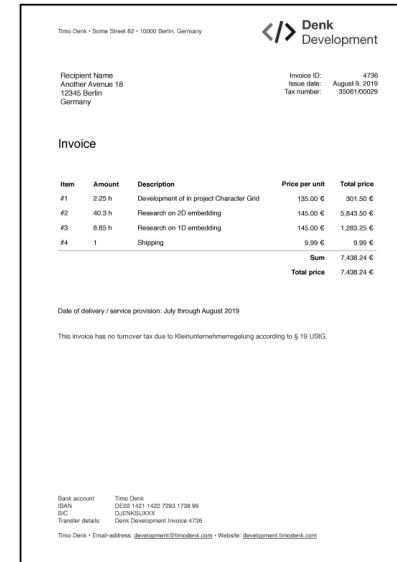 Timo Denk • Some Street 82 • 10000 Berlin, Germany
</> Denk
Development
Recipient Name
Another Avenue 18
12345 Berlin
Germany
Invoice ID: 4736
Issue date: August 9, 2019
Tax number: 35061/00029
Invoice
Item Amount Description Price per unit Total price
#1 2.25 h Development of in project Character Grid 135.00 € 301.50 €
#2 40.3 h Research on 2D embedding 145.00 € 5,843.50 €
#3 8.85 h Research on 1D embedding 145.00 € 1,283.25 €
#4 1 Shipping 9.99 € 9.99 €
Sum 7,438.24 €
Total price 7,438.24 €
Date of delivery / service provision: July through August 2019
This invoice has no turnover tax due to Kleinunternehmerregelung according to § 19 UStG.
Bank account Timo Denk
IBAN DE02 1421 1422 7293 1738 99
BIC DJENKSUXXX
Transfer details Denk Development Invoice 4736
Timo Denk • Email-address: development@timodenk.com • Website: development.timodenk.com